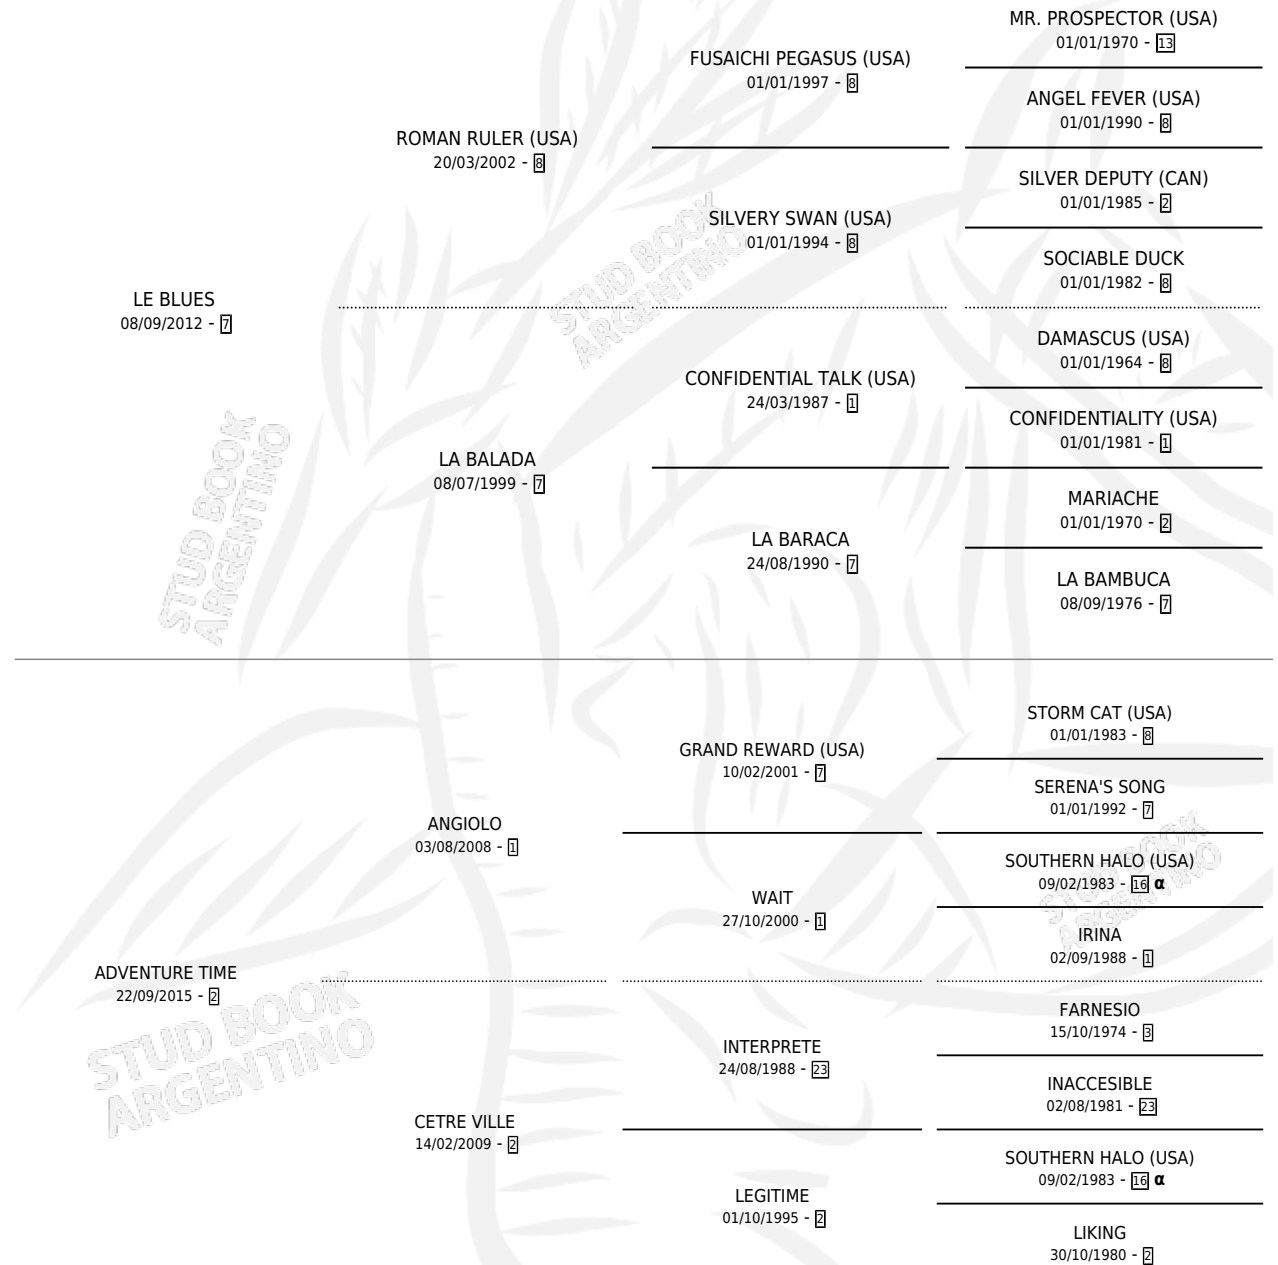 MR. PROSPECTOR (USA)
01/01/1970 - 13
FUSAICHI PEGASUS (USA)
01/01/1997 - 8
ANGEL FEVER (USA)
01/01/1990 - 8
ROMAN RULER (USA)
20/03/2002 - 8
SILVER DEPUTY (CAN)
01/01/1985 - 2
SILVERY SWAN (USA)
01/01/1994 - 8
SOCIABLE DUCK
01/01/1982 - 8
STUD BOOK
ARGENTINO
LE BLUES
08/09/2012 - 7
DAMASCUS (USA)
01/01/1964 - 8
CONFIDENTIAL TALK (USA)
24/03/1987 - 1
CONFIDENTIALITY (USA)
01/01/1981 - 1
LA BALADA
08/07/1999 - 7
MARIACHE
01/01/1970 - 2
LA BARACA
24/08/1990 - 7
LA BAMBUCA
08/09/1976 - 7
STUD BOOK
ARGENTINO
STORM CAT (USA)
01/01/1983 - 8
GRAND REWARD (USA)
10/02/2001 - 7
SERENA'S SONG
01/01/1992 - 7
ANGIOLO
03/08/2008 - 1
SOUTHERN HALO (USA)
09/02/1983 - 16 α
WAIT
27/10/2000 - 1
IRINA
02/09/1988 - 1
STUD BOOK
ARGENTINO
ADVENTURE TIME
22/09/2015 - 2
FARNESIO
15/10/1974 - 3
INTERPRETE
24/08/1988 - 23
INACCESIBLE
02/08/1981 - 23
CETRE VILLE
14/02/2009 - 2
SOUTHERN HALO (USA)
09/02/1983 - 16 α
LEGITIME
01/10/1995 - 2
LIKING
30/10/1980 - 2
STUD BOOK
ARGENTINO